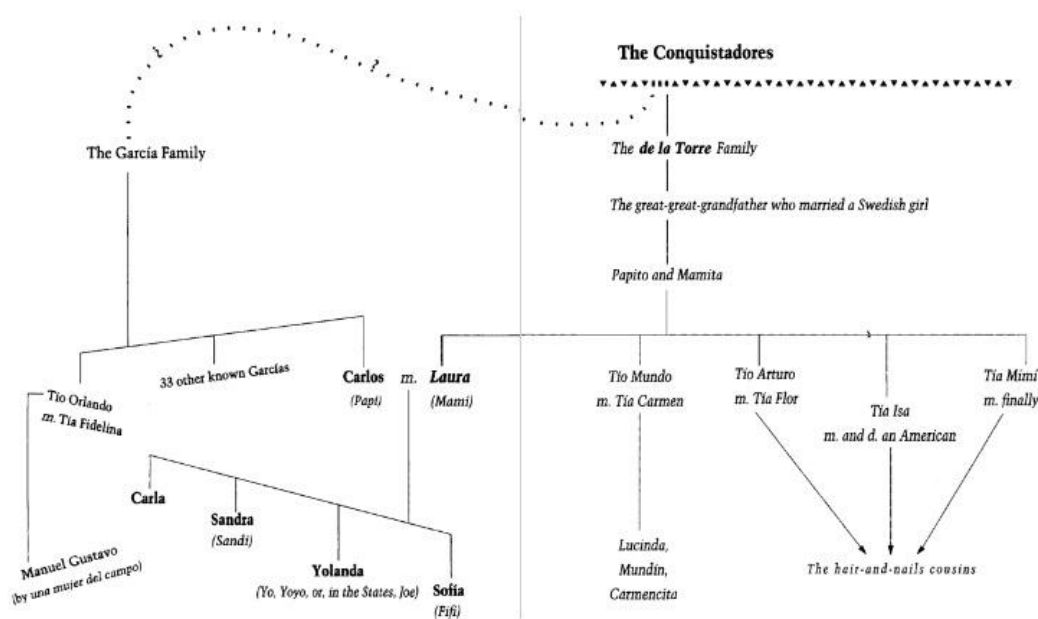 The Conquistadores
?
?
The García Family
The de la Torre Family
The great-great-grandfather who married a Swedish girl
Papito and Mamita
Tío Orlando
m. Tía Fidelina
33 other known Garcías
Carlos
(Papi)
m.
Laura
(Mami)
Tío Mundo
m. Tía Carmen
Tío Arturo
m. Tía Flor
Tía Isa
m. and d. an American
Tía Mimí
m. finally
Carla
Sandra
(Sandi)
Yolanda
(Yo, Yoyo, or, in the States, Joe)
Sofía
(Fifi)
Manuel Gustavo
(by una mujer del campo)
Lucinda,
Mundín,
Carmencita
The hair-and-nails cousins